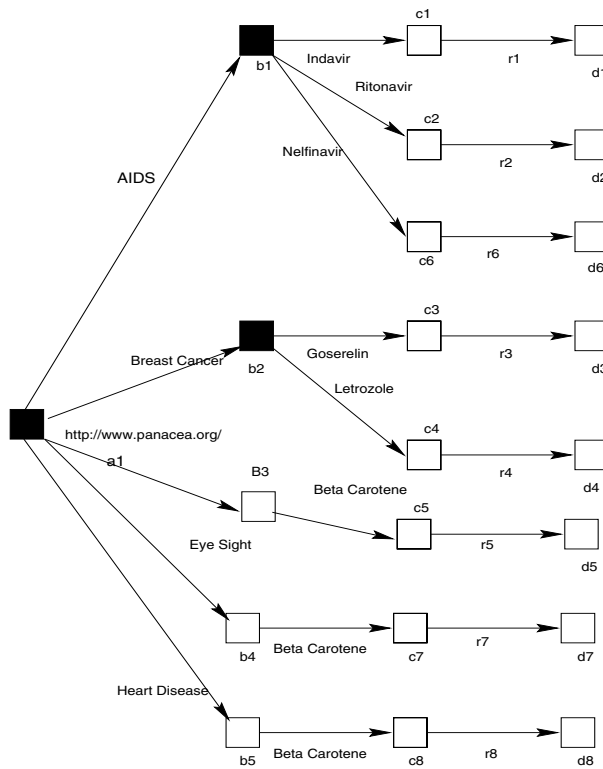 c1
b1
Indavir
r1
d1
Ritonavir
c2
Nelfinavir
r2
d2
AIDS
c6
r6
d6
c3
Breast Cancer
b2
Goserelin
r3
d3
Letrozole
c4
http://www.panacea.org/
a1
r4
d4
B3
Beta Carotene
c5
Eye Sight
r5
d5
b4
Beta Carotene
c7
r7
d7
Heart Disease
b5
Beta Carotene
c8
r8
d8